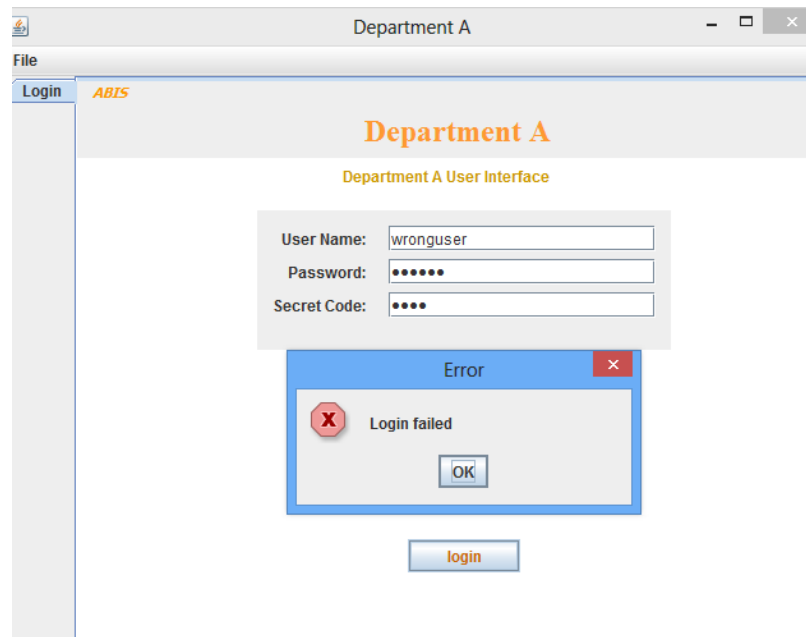 Department A
File
Login
ABIS
Department A
Department A User Interface
User Name: wronguser
Password: ••••••
Secret Code: ••••
Error
X Login failed
OK
login